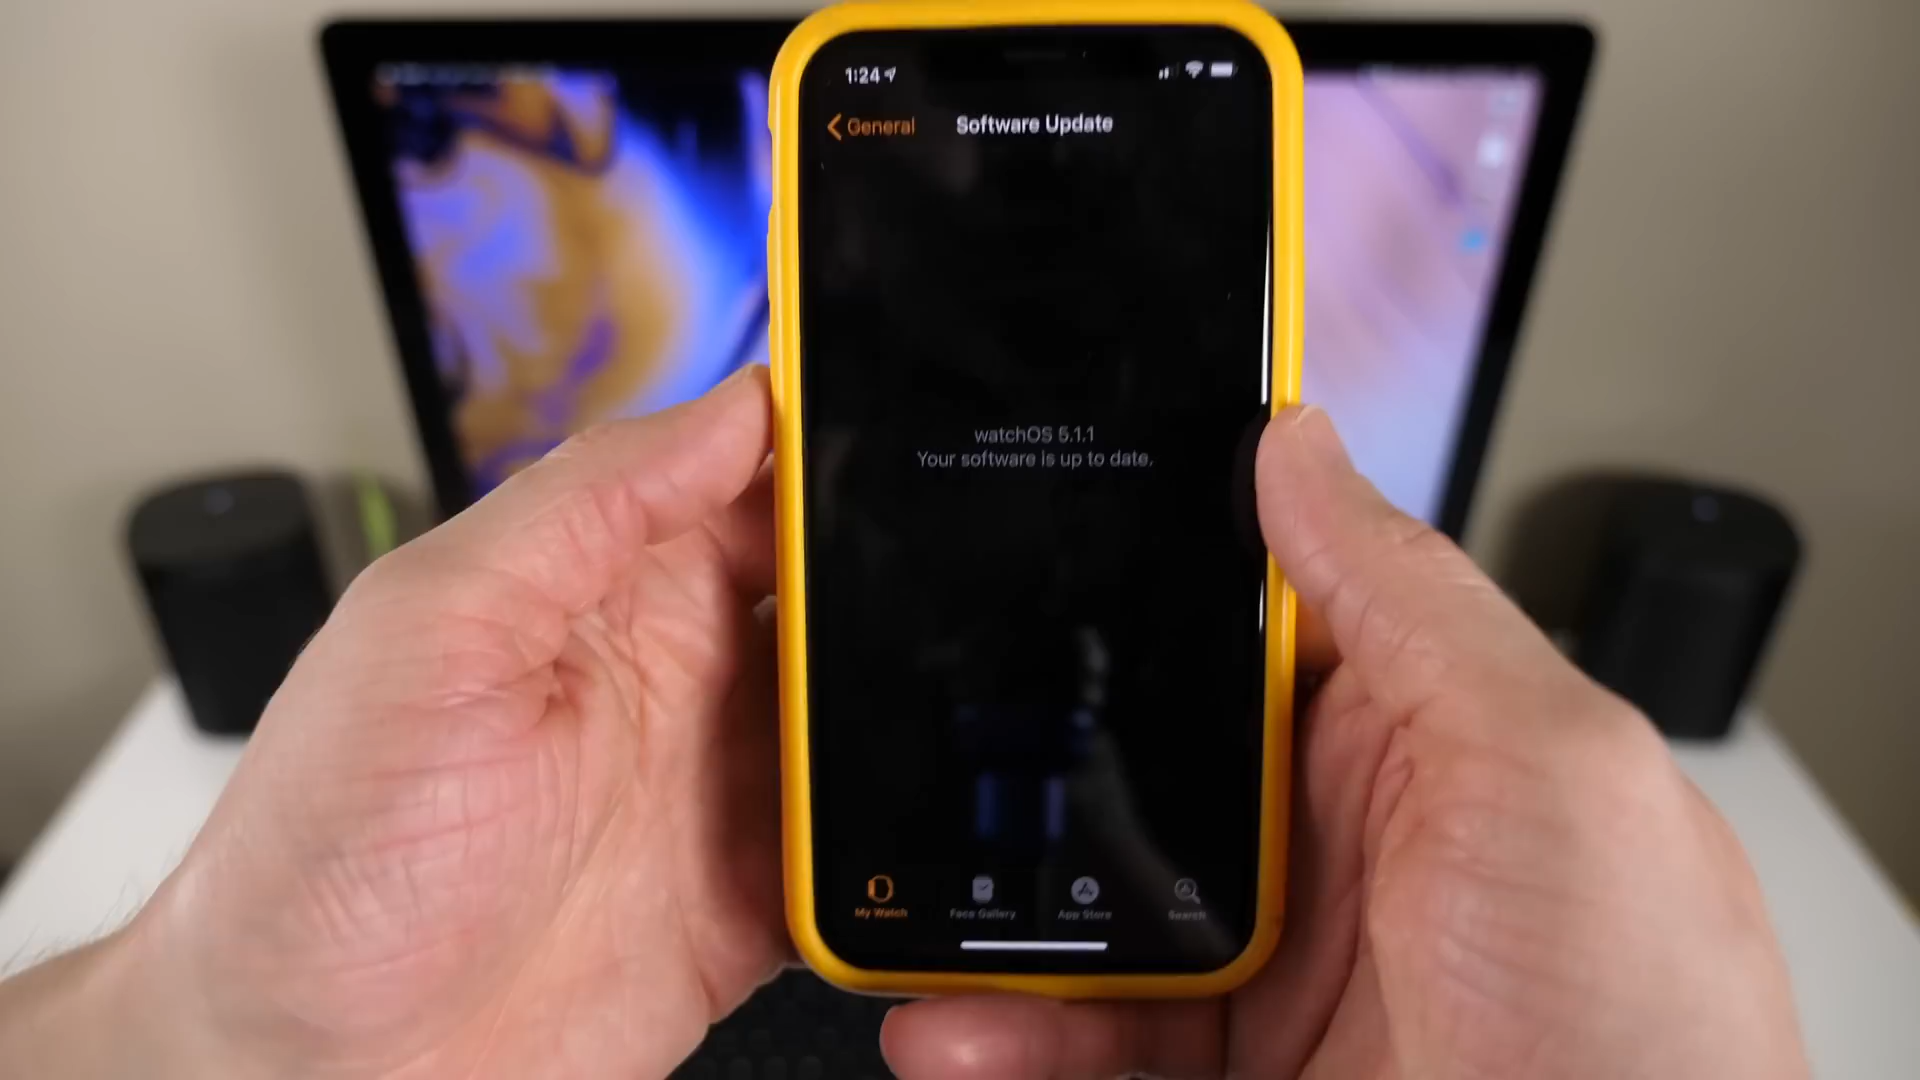 1:24
General
Software Update
watchOS 5.1.1
Your software is up to date.
My Watch
Face Gallery
App Store
Search